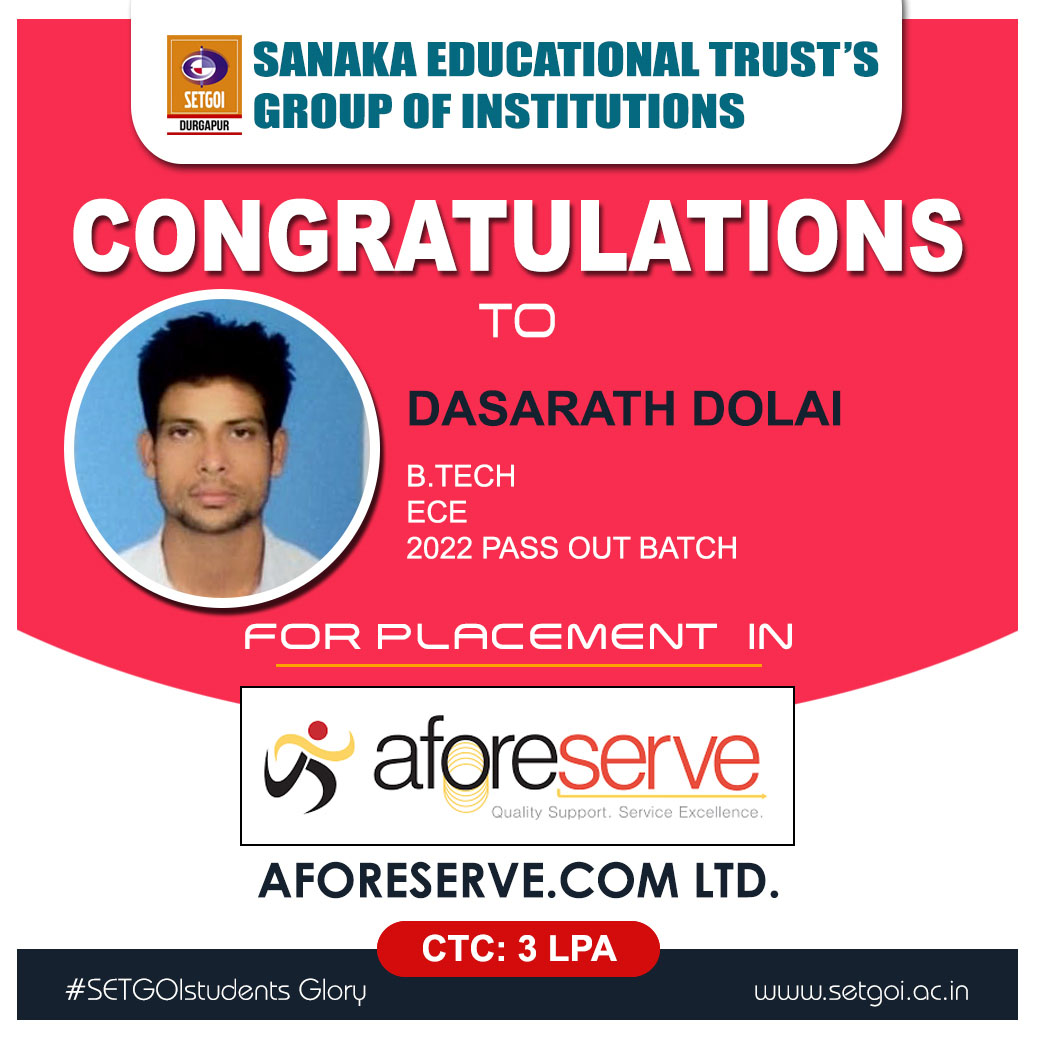 SETGOI
DURGAPUR
SANAKA EDUCATIONAL TRUST'S
GROUP OF INSTITUTIONS
CONGRATULATIONS
TO
DASARATH DOLAI
B.TECH
ECE
2022 PASS OUT BATCH
FOR PLACEMENT IN
aforeserve
Quality Support. Service Excellence.
AFORESERVE.COM LTD.
CTC: 3 LPA
#SETGOIstudents Glory
www.setgoi.ac.in